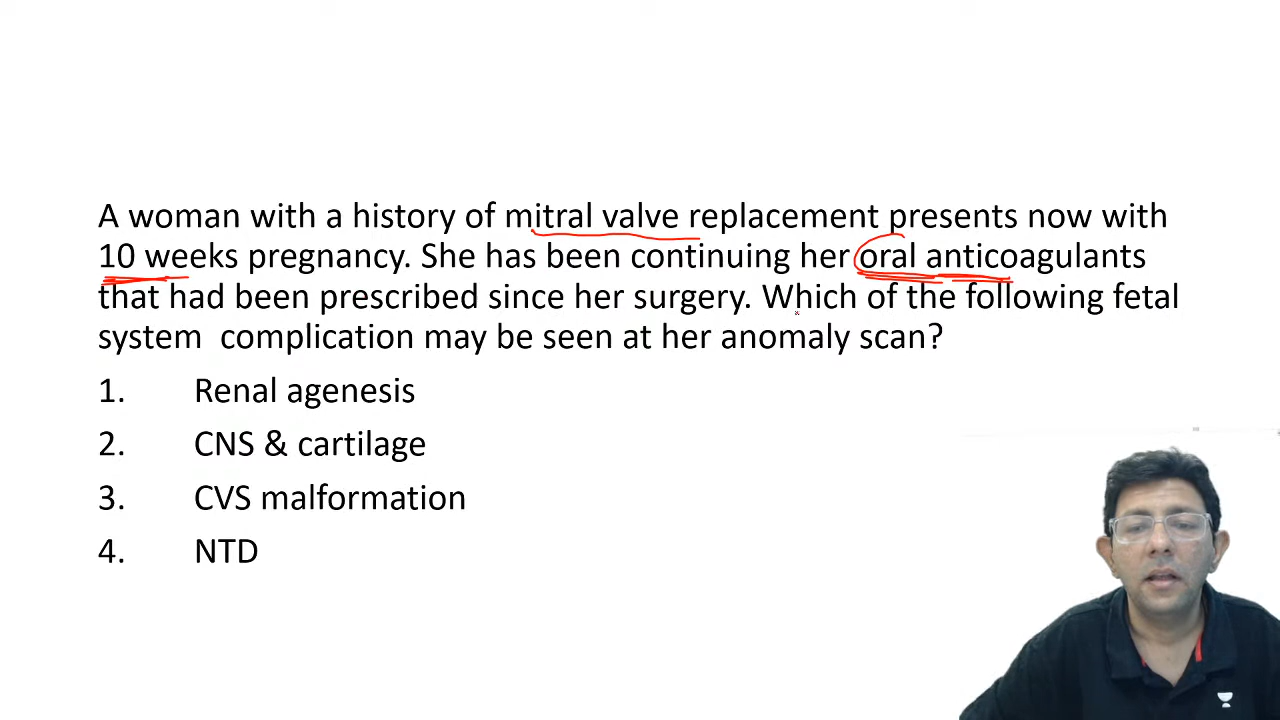 A woman with a history of mitral valve replacement presents now with
10 weeks pregnancy. She has been continuing her oral anticoagulants
that had been prescribed since her surgery. Which of the following fetal
system  complication may be seen at her anomaly scan?
1. Renal agenesis
2. CNS & cartilage
3. CVS malformation
4. NTD